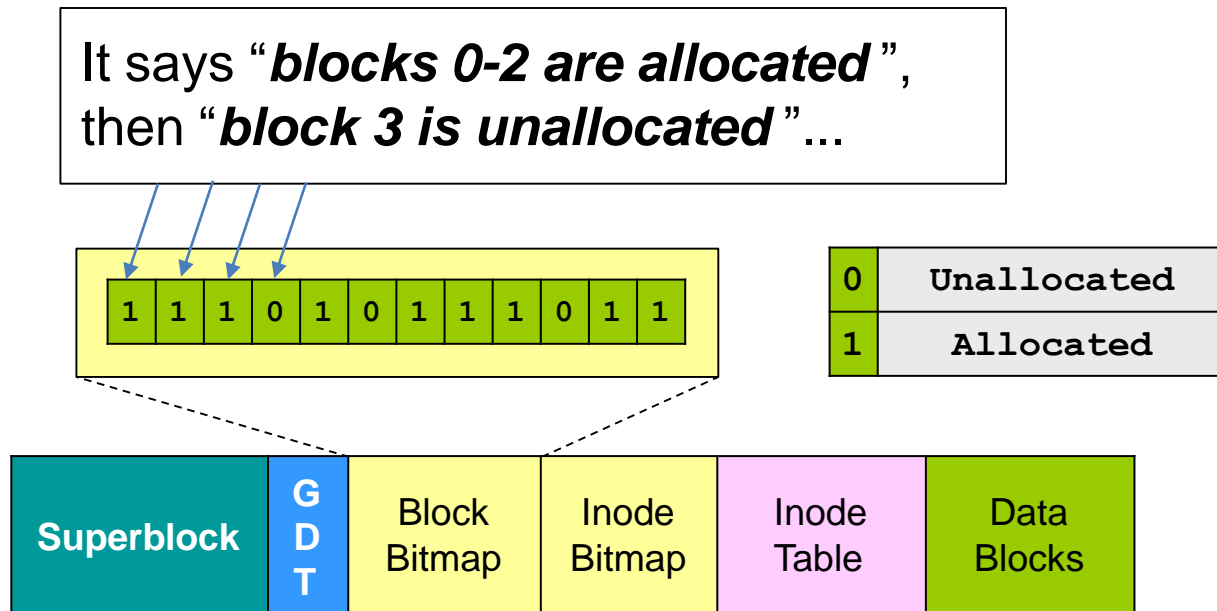 It says “blocks 0-2 are allocated ”,
then “block 3 is unallocated ”...
1 1 1 0 1 0 1 1 1 0 1 1
0 Unallocated
1 Allocated
Superblock
G
D
T
Block
Bitmap
Inode
Bitmap
Inode
Table
Data
Blocks